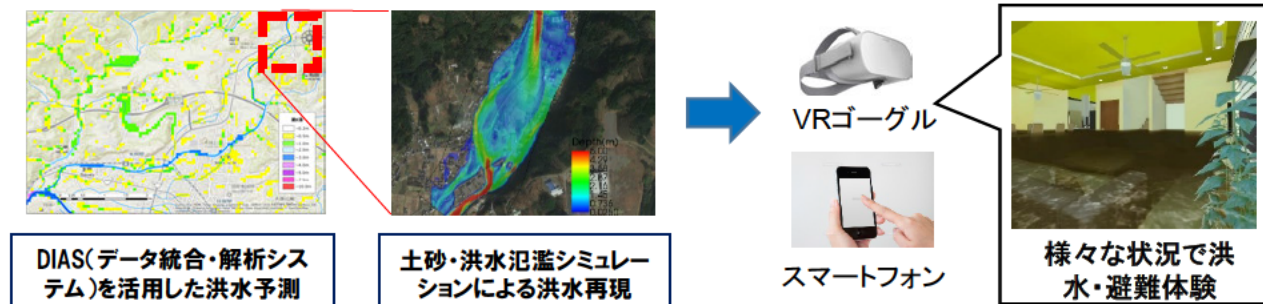 Depth(m)
VRゴーグル
スマートフォン
DIAS(データ統合・解析シス
テム)を活用した洪水予測
土砂・洪水氾濫シミュレー
ションによる洪水再現
様々な状況で洪
水・避難体験